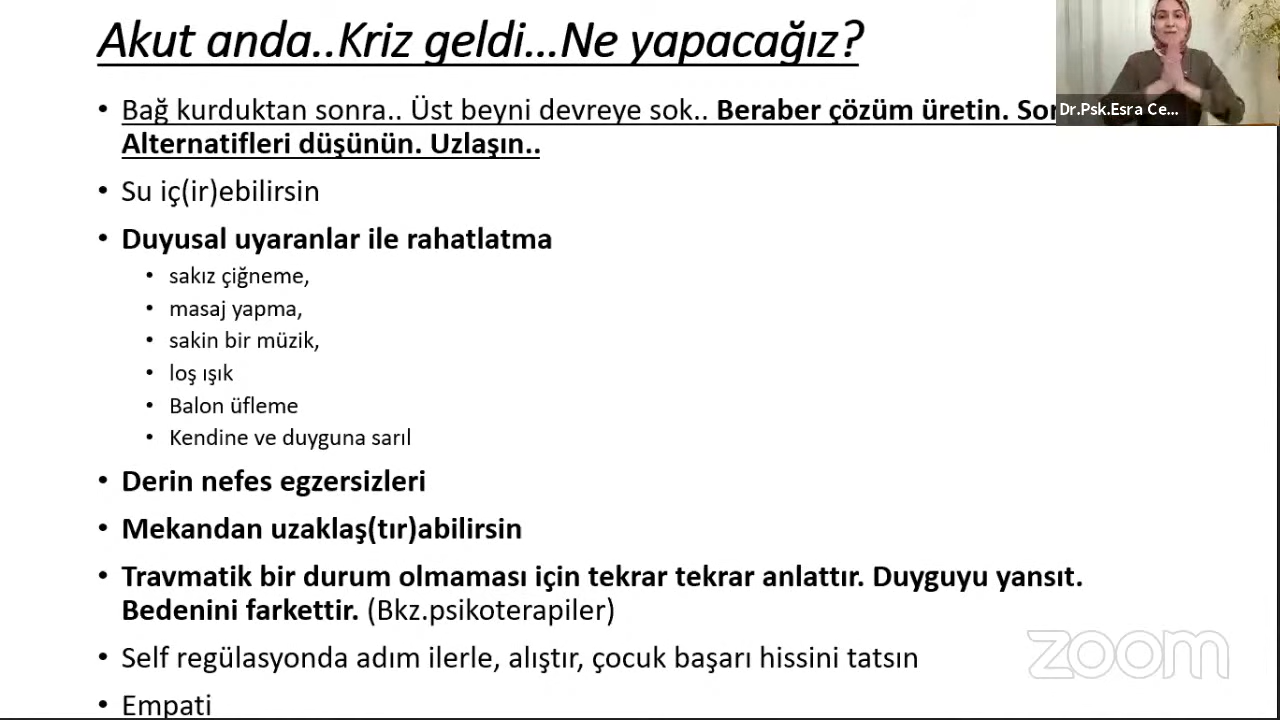 Akut anda..Kriz geldi...Ne yapacağız?
Dr.Psk.Esra Ce...
• Bağ kurduktan sonra.. Üst beyni devreye sok.. Beraber çözüm üretin.
Alternatifleri düşünün. Uzlaşın..
• Su iç(ir)ebilirsin
• Duyusal uyaranlar ile rahatlatma
• sakız çiğneme,
• masaj yapma,
• sakin bir müzik,
• loş ışık
• Balon üfleme
• Kendine ve duyguna sarıl
• Derin nefes egzersizleri
• Mekandan uzaklaş(tır)abilirsin
• Travmatik bir durum olmaması için tekrar tekrar anlattır. Duyguyu yansıt.
Bedenini farkettir. (Bkz.psikoterapiler)
• Self regülasyonda adım ilerle, alıştır, çocuk başarı hissini tatsın
• Empati
zoom